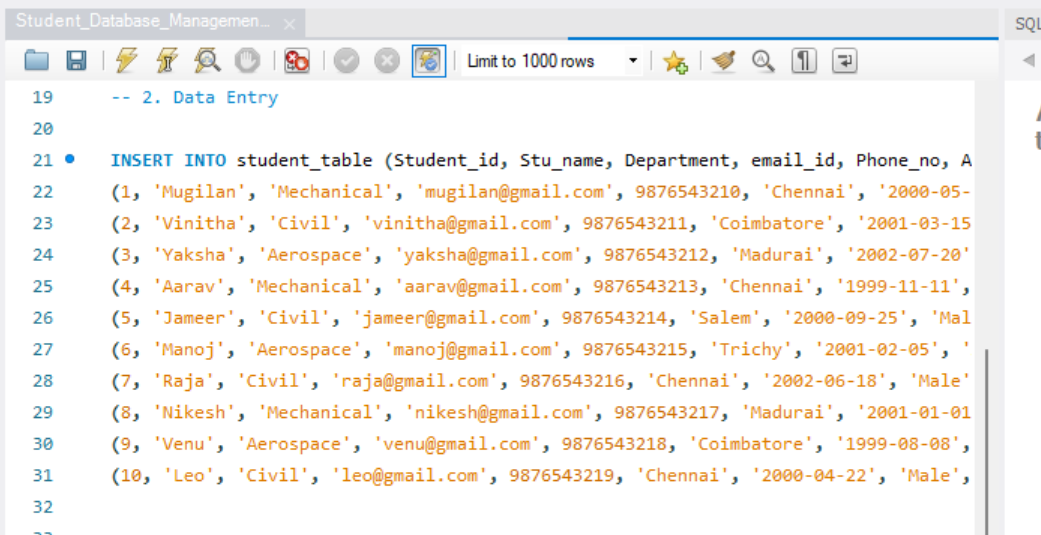 Student_Database_Managemen...
SQL
Limit to 1000 rows
19 -- 2. Data Entry
20
21 INSERT INTO student_table (Student_id, Stu_name, Department, email_id, Phone_no, A
22 (1, 'Mugilan', 'Mechanical', 'mugilan@gmail.com', 9876543210, 'Chennai', '2000-05-
23 (2, 'Vinitha', 'Civil', 'vinitha@gmail.com', 9876543211, 'Coimbatore', '2001-03-15
24 (3, 'Yaksha', 'Aerospace', 'yaksha@gmail.com', 9876543212, 'Madurai', '2002-07-20'
25 (4, 'Aarav', 'Mechanical', 'aarav@gmail.com', 9876543213, 'Chennai', '1999-11-11',
26 (5, 'Jameer', 'Civil', 'jameer@gmail.com', 9876543214, 'Salem', '2000-09-25', 'Mal
27 (6, 'Manoj', 'Aerospace', 'manoj@gmail.com', 9876543215, 'Trichy', '2001-02-05', '
28 (7, 'Raja', 'Civil', 'raja@gmail.com', 9876543216, 'Chennai', '2002-06-18', 'Male'
29 (8, 'Nikesh', 'Mechanical', 'nikesh@gmail.com', 9876543217, 'Madurai', '2001-01-01
30 (9, 'Venu', 'Aerospace', 'venu@gmail.com', 9876543218, 'Coimbatore', '1999-08-08',
31 (10, 'Leo', 'Civil', 'leo@gmail.com', 9876543219, 'Chennai', '2000-04-22', 'Male',
32